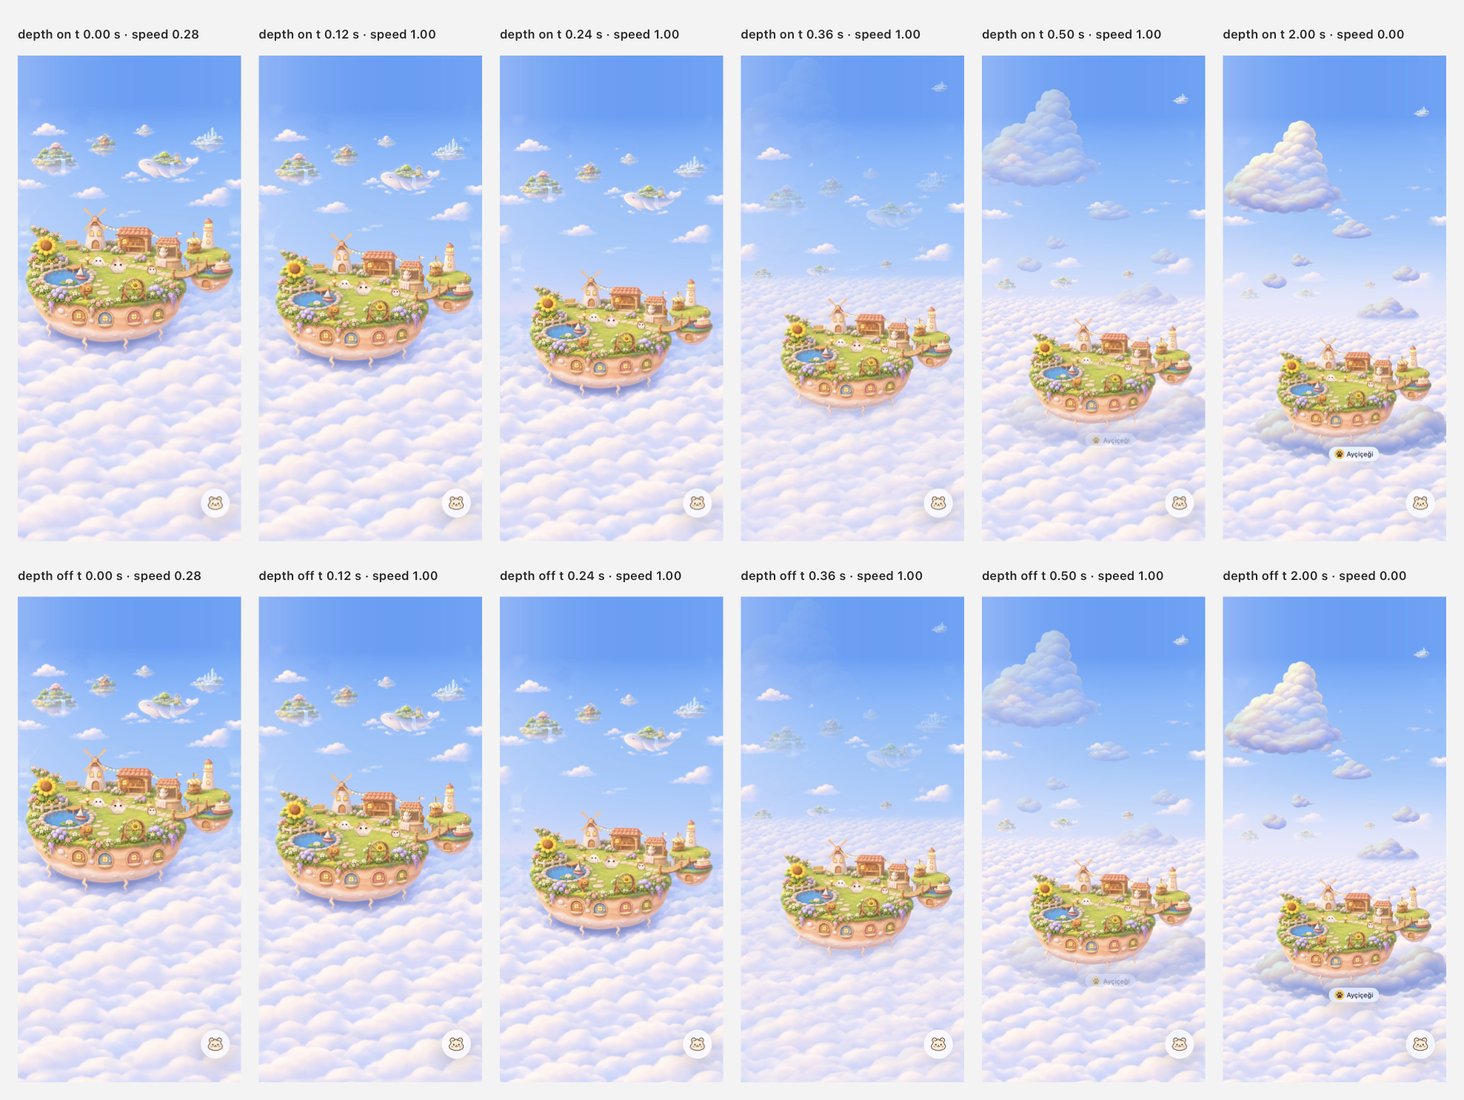 depth on t 0.00 s · speed 0.28
depth on t 0.12 s · speed 1.00
depth on t 0.24 s · speed 1.00
depth on t 0.36 s · speed 1.00
depth on t 0.50 s · speed 1.00
depth on t 2.00 s · speed 0.00
Ayçiçeği
Ayçiçeği
depth off t 0.00 s · speed 0.28
depth off t 0.12 s · speed 1.00
depth off t 0.24 s · speed 1.00
depth off t 0.36 s · speed 1.00
depth off t 0.50 s · speed 1.00
depth off t 2.00 s · speed 0.00
Ayçiçeği
Ayçiçeği